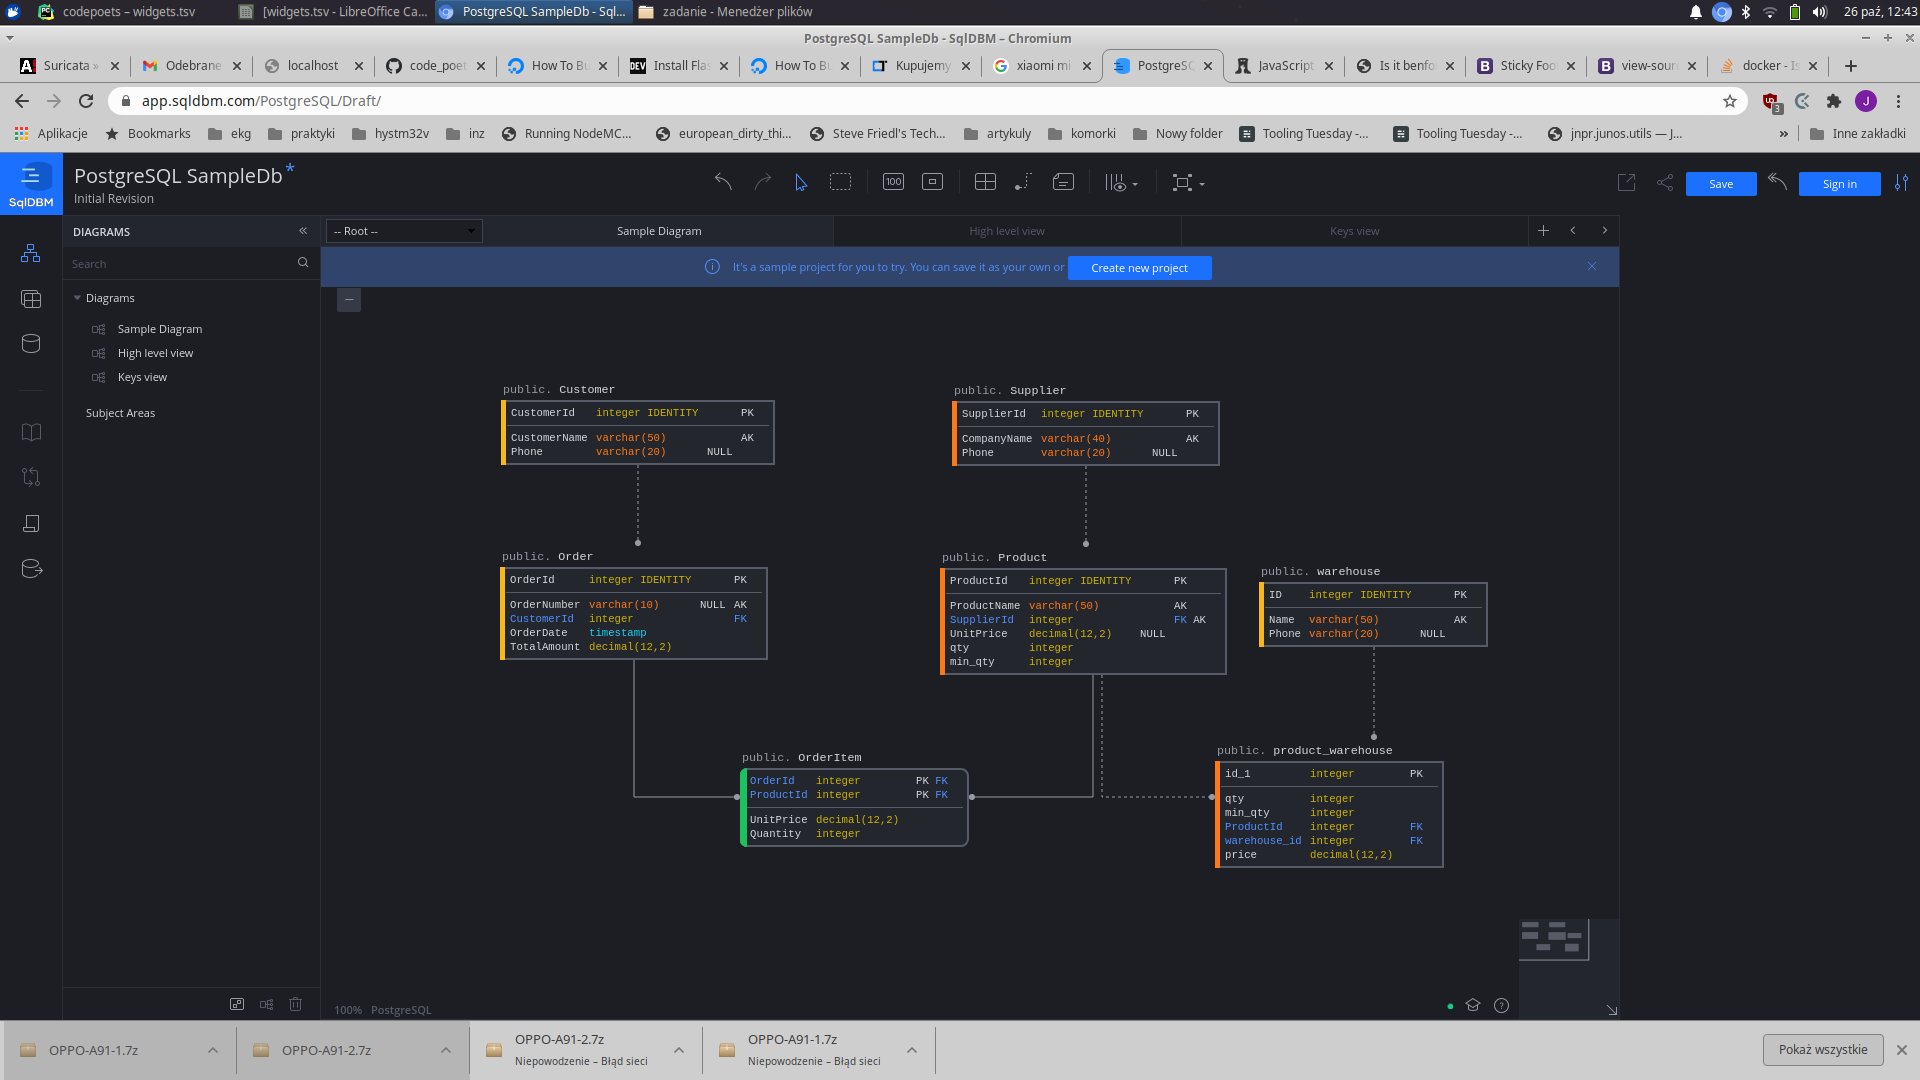 codepoets – widgets.tsv
[widgets.tsv - LibreOffice Ca...
PostgreSQL SampleDb - Sql...
zadanie - Menedżer plików
26 paź, 12:43
PostgreSQL SampleDb - SqlDBM – Chromium
Suricata »
Odebrane
localhost
code_poet
How To Bu
DEV
Install Flas
How To Bu
Kupujemy
xiaomi mi
PostgreSQ
JavaScript
Is it benfo
Sticky Foo
view-sour
docker - Is
app.sqldbm.com/PostgreSQL/Draft/
3
J
Aplikacje
Bookmarks
ekg
praktyki
hystm32v
inz
Running NodeMC...
european_dirty_thi...
Steve Friedl's Tech...
artykuly
komorki
Nowy folder
Tooling Tuesday -...
Tooling Tuesday -...
jnpr.junos.utils — J...
»
Inne zakładki
SqlDBM
PostgreSQL SampleDb*
Initial Revision
100
Save
Sign in
DIAGRAMS
«
-- Root --
Sample Diagram
High level view
Keys view
Search
It's a sample project for you to try. You can save it as your own or
Create new project
Diagrams
Sample Diagram
High level view
Keys view
Subject Areas
public. Customer
CustomerId integer IDENTITY PK
CustomerName varchar(50) AK
Phone varchar(20) NULL
public. Supplier
SupplierId integer IDENTITY PK
CompanyName varchar(40) AK
Phone varchar(20) NULL
public. Order
OrderId integer IDENTITY PK
OrderNumber varchar(10) NULL AK
CustomerId integer FK
OrderDate timestamp
TotalAmount decimal(12,2)
public. Product
ProductId integer IDENTITY PK
ProductName varchar(50) AK
SupplierId integer FK AK
UnitPrice decimal(12,2) NULL
qty integer
min_qty integer
public. warehouse
ID integer IDENTITY PK
Name varchar(50) AK
Phone varchar(20) NULL
public. OrderItem
OrderId integer PK FK
ProductId integer PK FK
UnitPrice decimal(12,2)
Quantity integer
public. product_warehouse
id_1 integer PK
qty integer
min_qty integer
ProductId integer FK
warehouse_id integer FK
price decimal(12,2)
100% PostgreSQL
OPPO-A91-1.7z
OPPO-A91-2.7z
OPPO-A91-2.7z
Niepowodzenie – Błąd sieci
OPPO-A91-1.7z
Niepowodzenie – Błąd sieci
Pokaż wszystkie